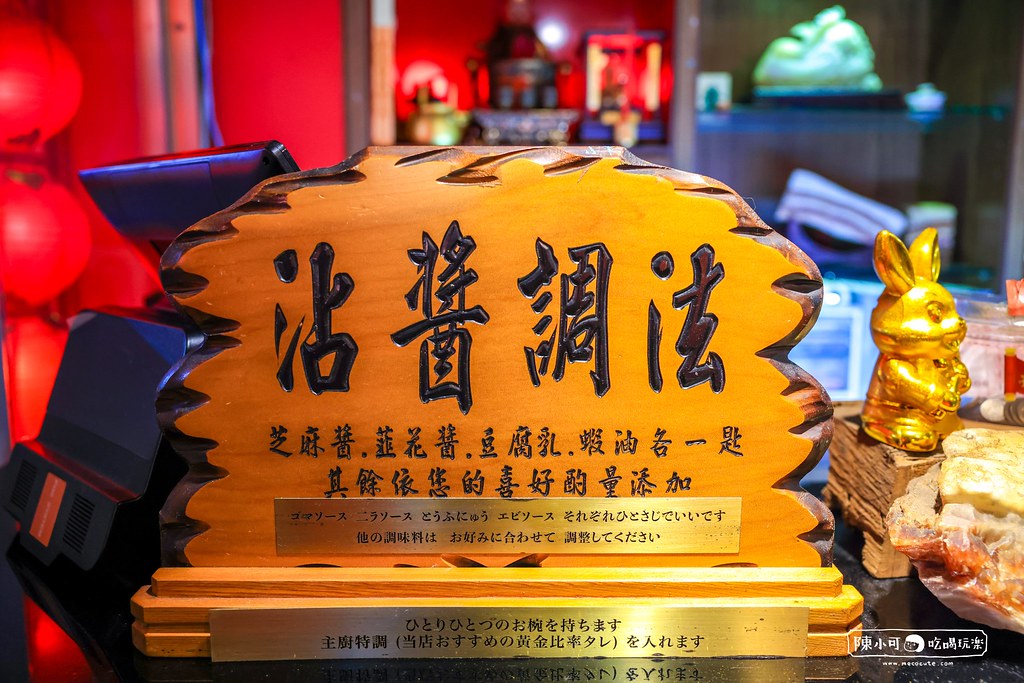 沾醬調法
芝麻醬.韮花醬.豆腐乳.蝦油各一匙
其餘依您的喜好酌量添加
ゴマソース 二ラソース とうふにゅう エビソース それぞれひとさじでいいです
他の調味料は お好みに合わせて 調整してください
ひとりひとづのお椀を持ちます
主廚特調 (当店おすすめの黃金比率タレ) を入れます
陳小可 吃喝玩樂
www.mecocute.com